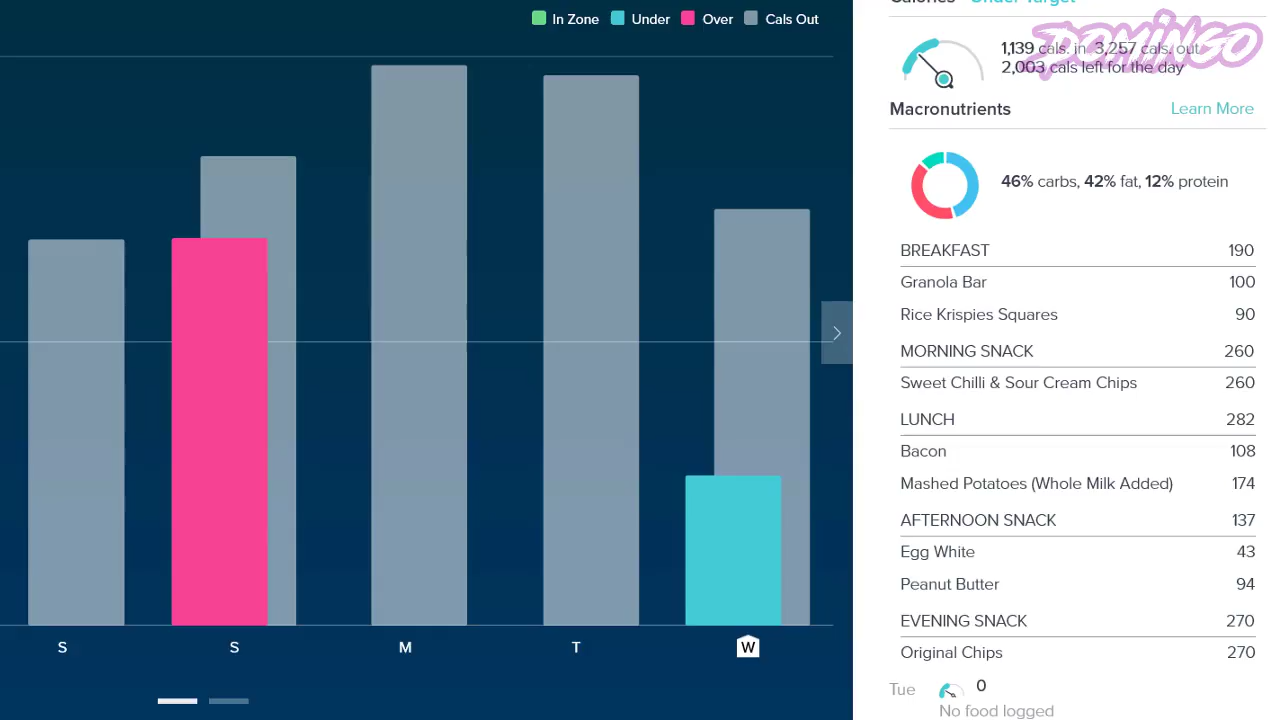 In Zone Under Over Cals Out
S S M T W
Calories Under Target
DOMINGO
1,139 cals. in 3,257 cals. out
2,003 cals left for the day
Macronutrients Learn More
46% carbs, 42% fat, 12% protein
BREAKFAST 190
Granola Bar 100
Rice Krispies Squares 90
MORNING SNACK 260
Sweet Chilli & Sour Cream Chips 260
LUNCH 282
Bacon 108
Mashed Potatoes (Whole Milk Added) 174
AFTERNOON SNACK 137
Egg White 43
Peanut Butter 94
EVENING SNACK 270
Original Chips 270
Tue 0
No food logged